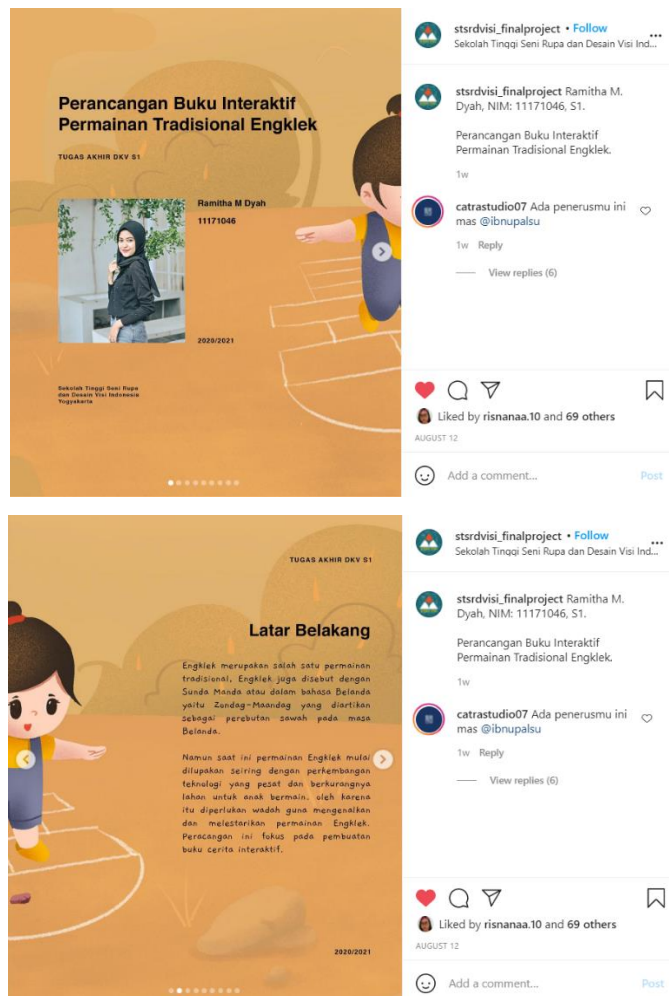 Perancangan Buku Interaktif
Permainan Tradisional Engklek
TUGAS AKHIR DKV S1
Ramitha M Dyah
11171046
2020/2021
Sekolah Tinggi Seni Rupa
dan Desain Visi Indonesia
Yogyakarta
stsrdvisi_finalproject • Follow
Sekolah Tinggi Seni Rupa dan Desain Visi Ind...
stsrdvisi_finalproject Ramitha M.
Dyah, NIM: 11171046, S1.
Perancangan Buku Interaktif
Permainan Tradisional Engklek.
1w
catrastudio07 Ada penerusmu ini
mas @ibnupalsu
1w Reply
View replies (6)
Liked by risnanaa.10 and 69 others
AUGUST 12
Add a comment...
Post
TUGAS AKHIR DKV S1
Latar Belakang
Engklek merupakan salah satu permainan
tradisional, Engklek juga disebut dengan
Sunda Manda atau dalam bahasa Belanda
yaitu Zondag-Maandag yang diartikan
sebagai perebutan sawah pada masa
Belanda.
Namun saat ini permainan Engklek mulai
dilupakan seiring dengan perkembangan
teknologi yang pesat dan berkurangnya
lahan untuk anak bermain, oleh karena
itu diperlukan wadah guna mengenalkan
dan melestarikan permainan Engklek.
Peracangan ini fokus pada pembuatan
buku cerita interaktif.
2020/2021
stsrdvisi_finalproject • Follow
Sekolah Tinggi Seni Rupa dan Desain Visi Ind...
stsrdvisi_finalproject Ramitha M.
Dyah, NIM: 11171046, S1.
Perancangan Buku Interaktif
Permainan Tradisional Engklek.
1w
catrastudio07 Ada penerusmu ini
mas @ibnupalsu
1w Reply
View replies (6)
Liked by risnanaa.10 and 69 others
AUGUST 12
Add a comment...
Post